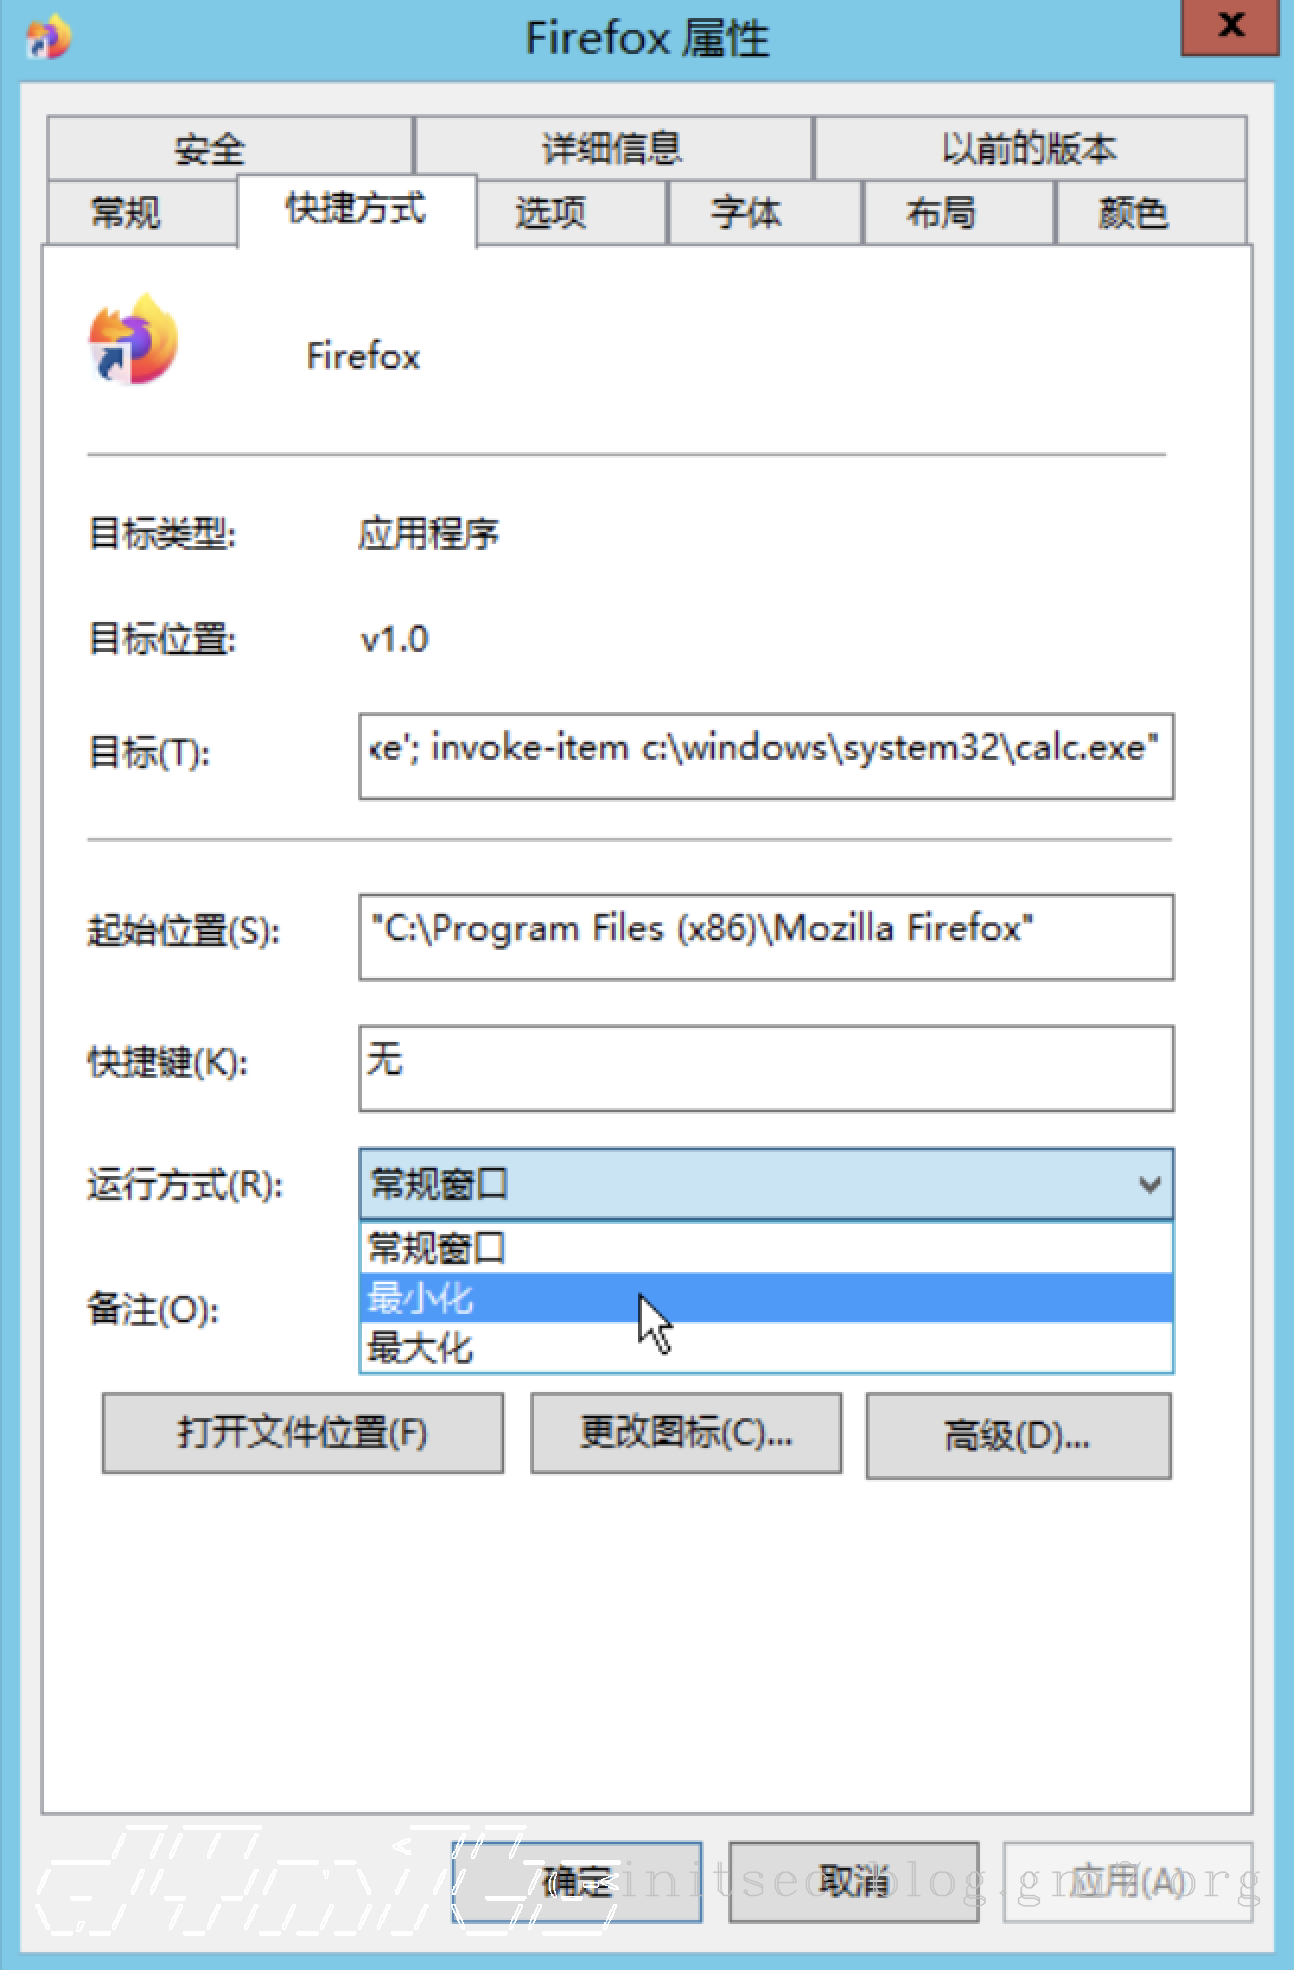 Firefox 属性
x
安全 详细信息 以前的版本
常规 快捷方式 选项 字体 布局 颜色
Firefox
目标类型: 应用程序
目标位置: v1.0
目标(T): xe'; invoke-item c:\windows\system32\calc.exe"
起始位置(S): "C:\Program Files (x86)\Mozilla Firefox"
快捷键(K): 无
运行方式(R): 常规窗口
常规窗口
备注(O): 最小化
最大化
打开文件位置(F) 更改图标(C)... 高级(D)...
确定 取消 应用(A)